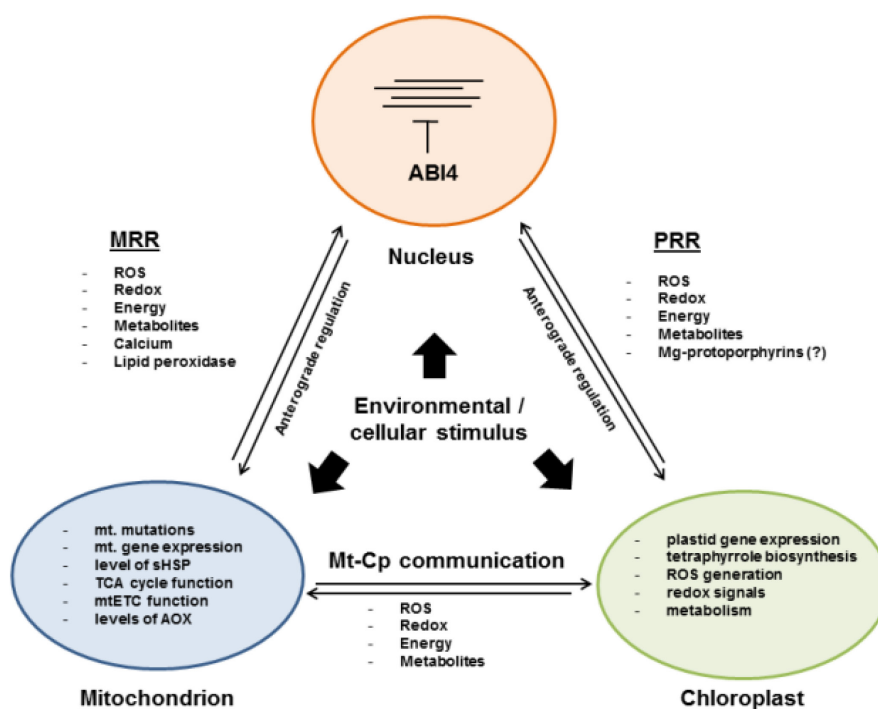 ABI4
Nucleus
MRR
- ROS
- Redox
- Energy
- Metabolites
- Calcium
- Lipid peroxidase
Anterograde regulation
PRR
- ROS
- Redox
- Energy
- Metabolites
- Mg-protoporphyrins (?)
Anterograde regulation
Environmental /
cellular stimulus
- mt. mutations
- mt. gene expression
- level of sHSP
- TCA cycle function
- mtETC function
- levels of AOX
Mitochondrion
Mt-Cp communication
- ROS
- Redox
- Energy
- Metabolites
- plastid gene expression
- tetraphyrrole biosynthesis
- ROS generation
- redox signals
- metabolism
Chloroplast